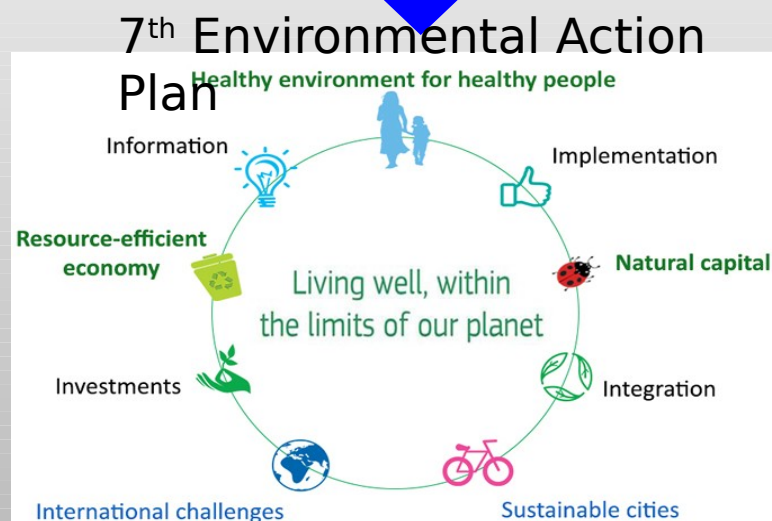 7th Environmental Action
Plan
Healthy environment for healthy people
Information
Implementation
Resource-efficient
economy
Natural capital
Living well, within
the limits of our planet
Investments
Integration
International challenges
Sustainable cities